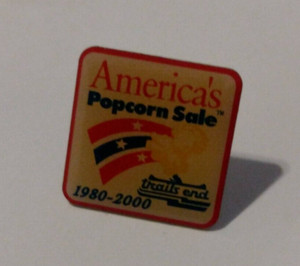 America's
Popcorn Sale™
trails end
1980-2000